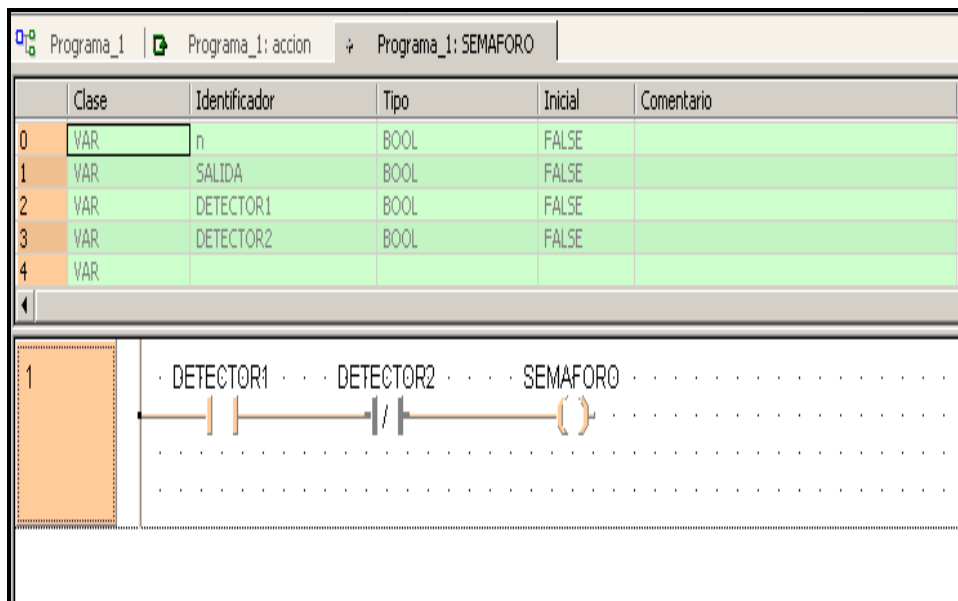 Programa_1 Programa_1: accion Programa_1: SEMAFORO
Clase Identificador Tipo Inicial Comentario
0 VAR n BOOL FALSE
1 VAR SALIDA BOOL FALSE
2 VAR DETECTOR1 BOOL FALSE
3 VAR DETECTOR2 BOOL FALSE
4 VAR
1 DETECTOR1 DETECTOR2 SEMAFORO